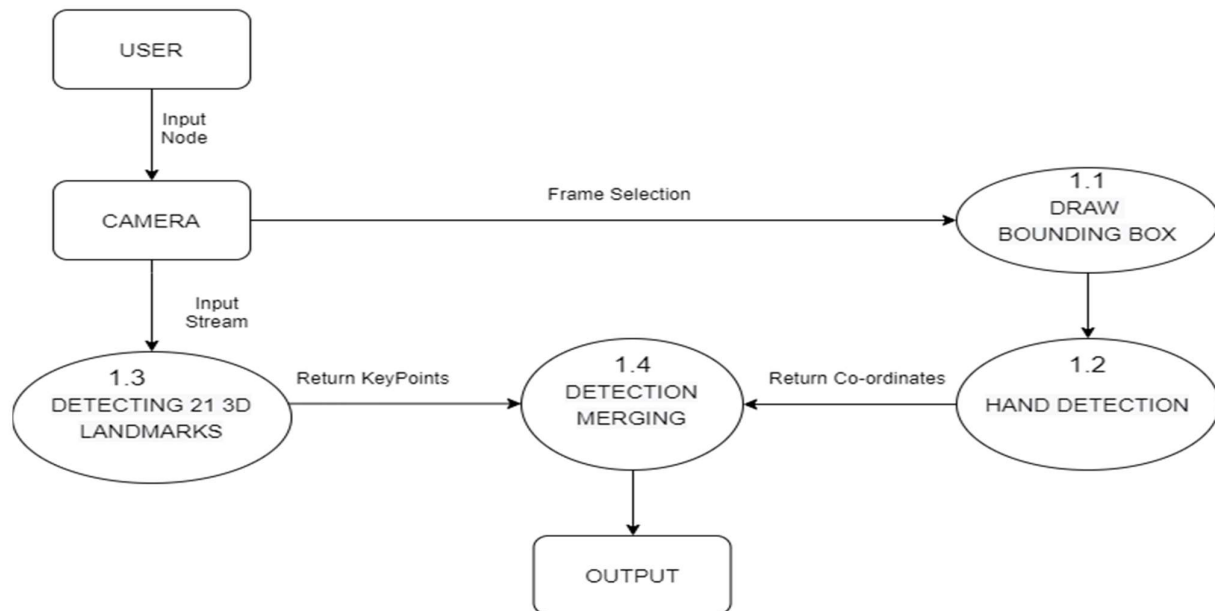 USER
Input
Node
CAMERA
Frame Selection
1.1
DRAW
BOUNDING BOX
Input
Stream
1.3
DETECTING 21 3D
LANDMARKS
Return KeyPoints
1.4
DETECTION
MERGING
Return Co-ordinates
1.2
HAND DETECTION
OUTPUT